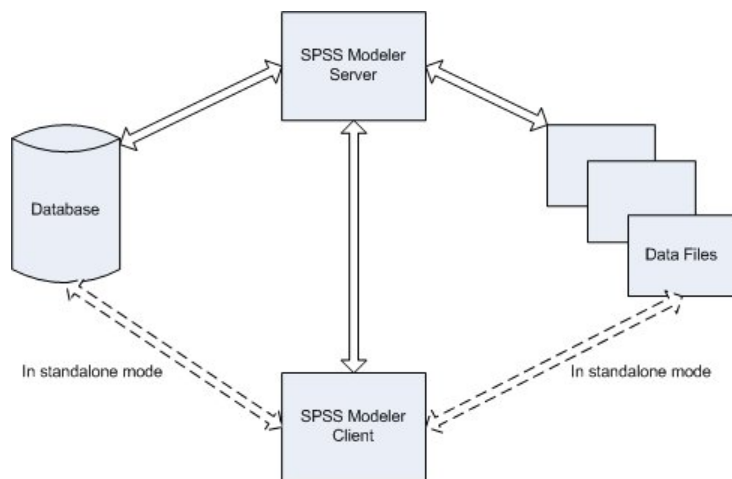 SPSS Modeler
Server
Database
Data Files
In standalone mode
In standalone mode
SPSS Modeler
Client